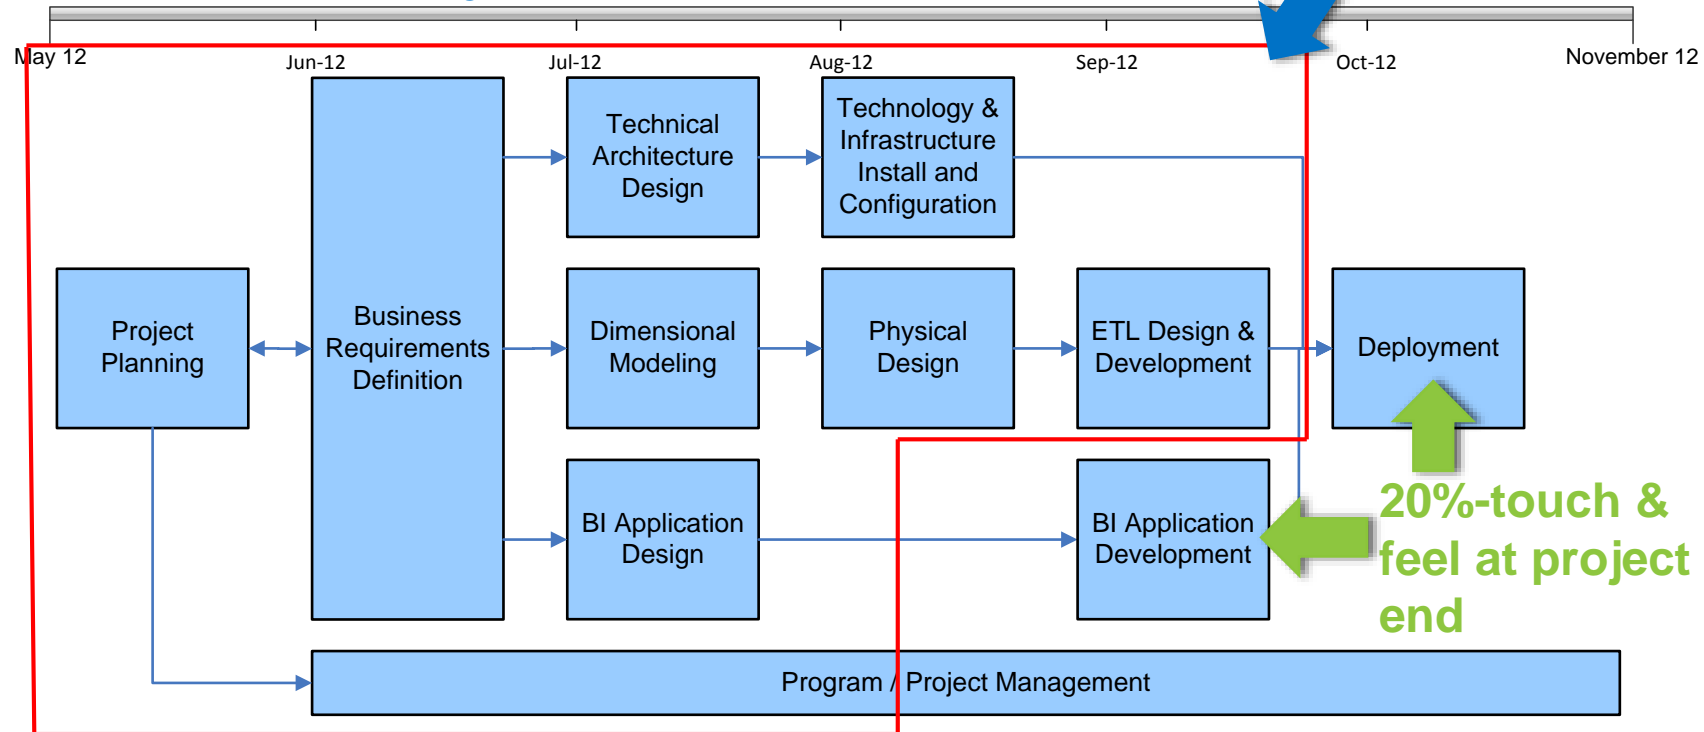 May 12
Jun-12
Jul-12
Aug-12
Sep-12
Oct-12
November 12
Technical
Architecture
Design
Technology &
Infrastructure
Install and
Configuration
Project
Planning
Business
Requirements
Definition
Dimensional
Modeling
Physical
Design
ETL Design &
Development
Deployment
BI Application
Design
BI Application
Development
20%-touch &
feel at project
end
Program / Project Management